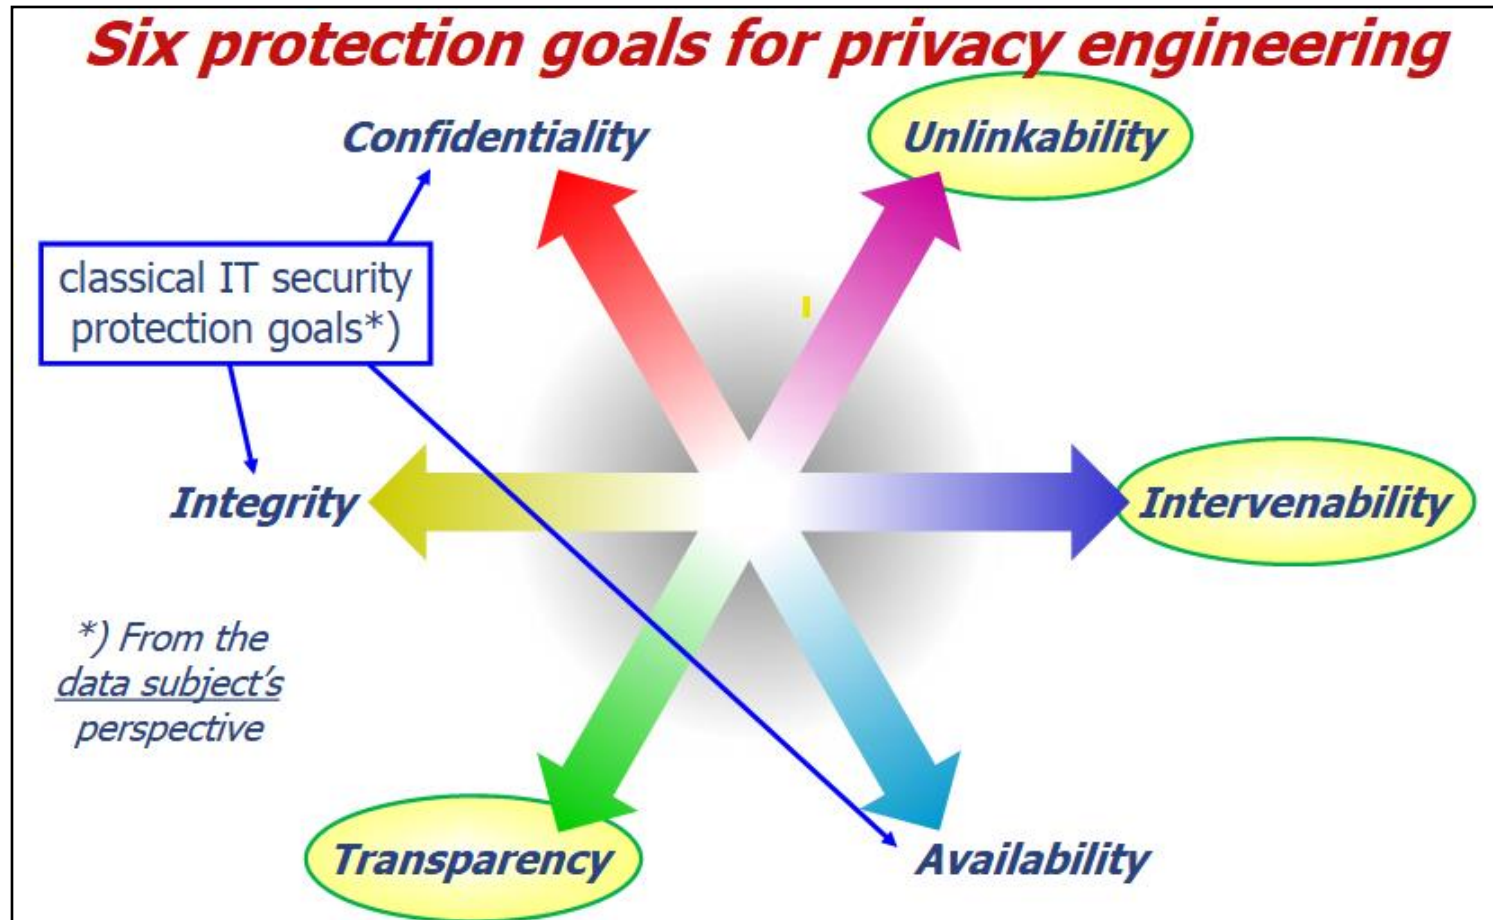 Six protection goals for privacy engineering
Confidentiality
Unlinkability
classical IT security
protection goals*)
Integrity
Intervenability
*) From the
data subject's
perspective
Transparency
Availability